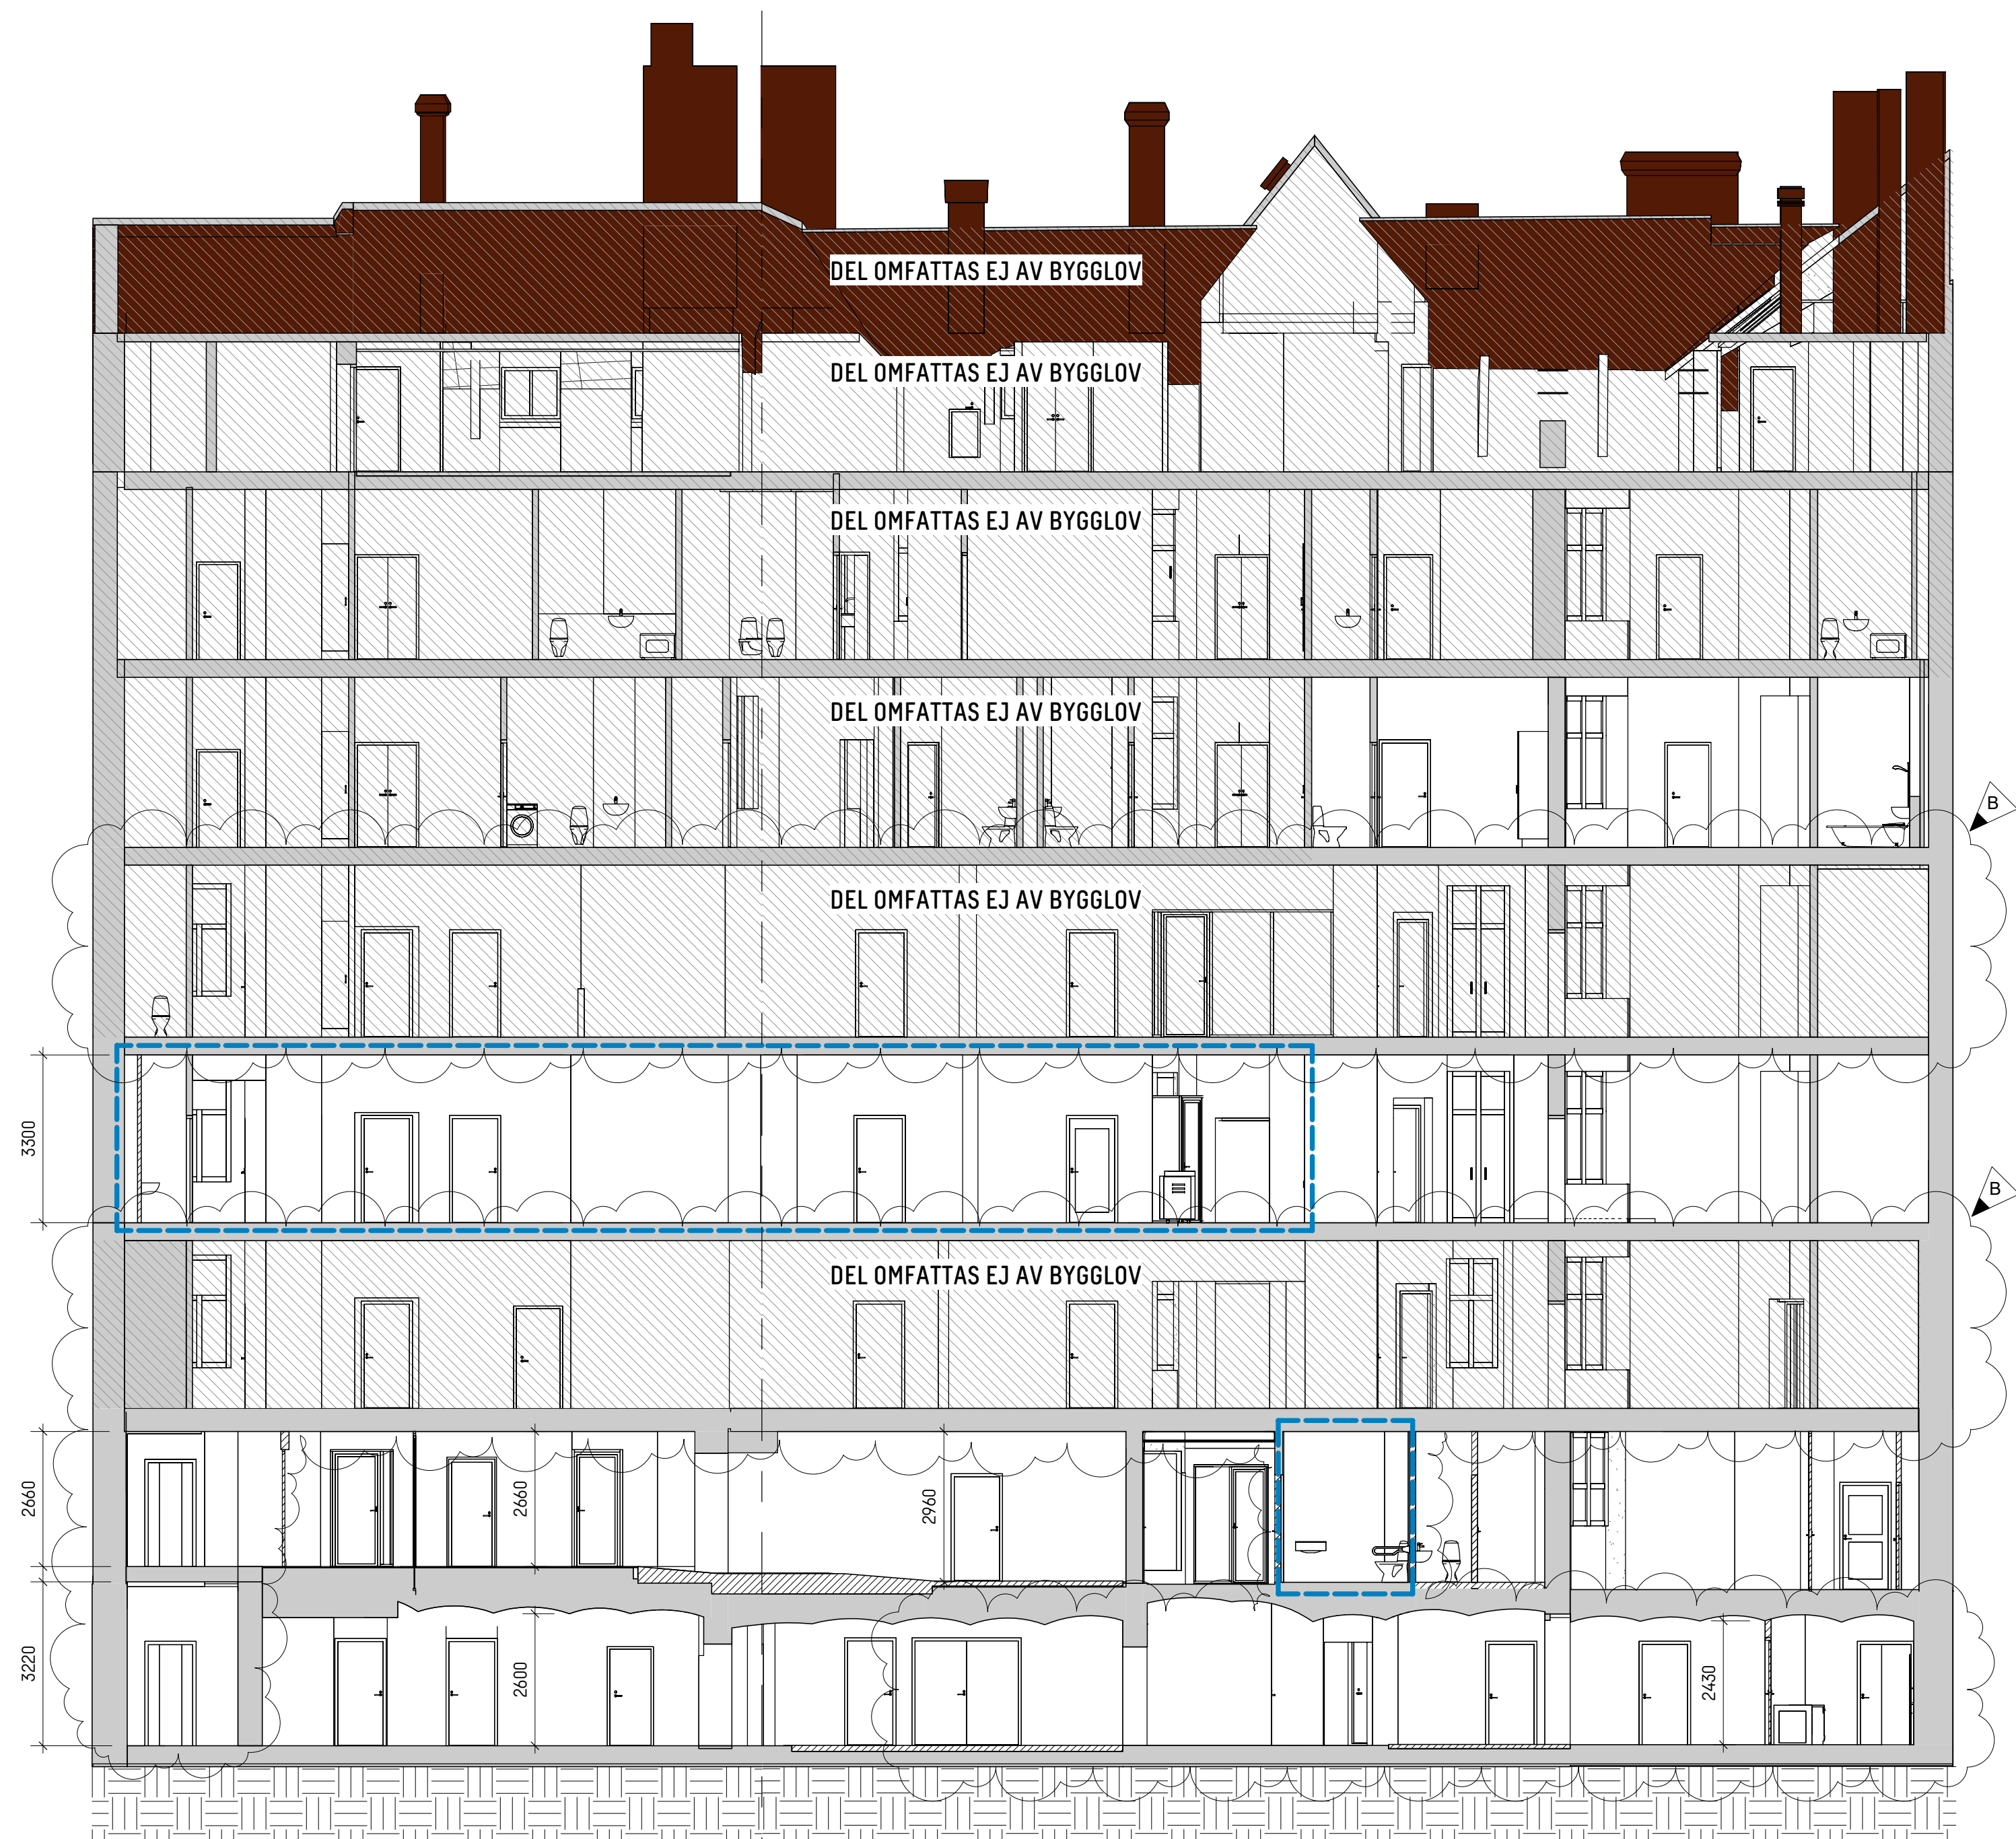 DEL OMFATTAS EJ AV BYGGLOV
DEL OMFATTAS EJ AV BYGGLOV
DEL OMFATTAS EJ AV BYGGLOV
DEL OMFATTAS EJ AV BYGGLOV
B
DEL OMFATTAS EJ AV BYGGLOV
3300
B
DEL OMFATTAS EJ AV BYGGLOV
2660
2660
2960
3220
2600
2430